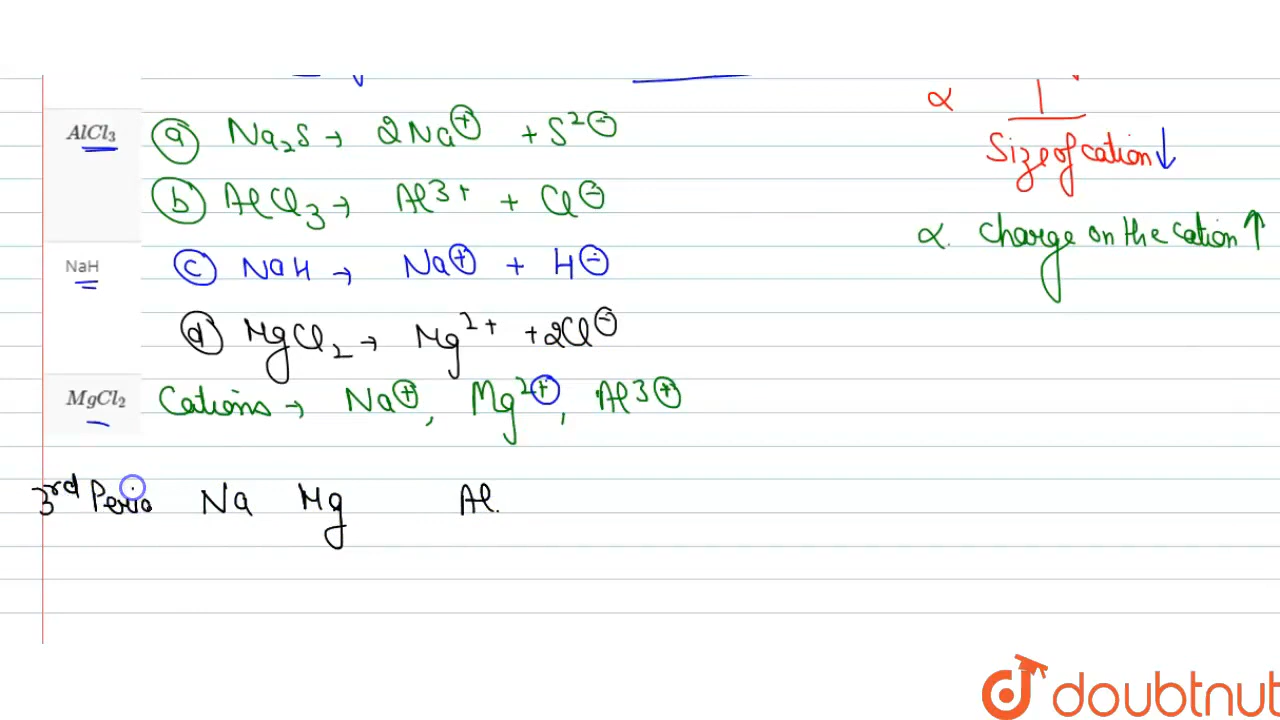 AlCl₃ (a) Na₂S → 2Na⊕ + S²⊖
(b) AlCl₃ → Al³⁺ + Cl⊖
NaH (c) NaH → Na⊕ + H⊖
(d) MgCl₂ → Mg²⁺ + 2Cl⊖
MgCl₂ Cations → Na⊕, Mg²⊕, Al³⊕
3rd Perio Na Mg Al.
∝ 1
Size of cation ↓
∝. Charge on the cation ↑
doubtnut